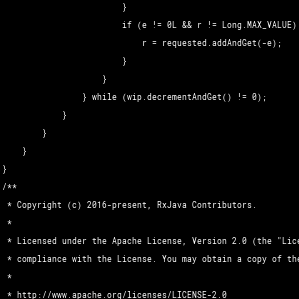 }
if (e != 0L && r != Long.MAX_VALUE)
r = requested.addAndGet(-e);
}
}
} while (wip.decrementAndGet() != 0);
}
}
}
}
/**
* Copyright (c) 2016-present, RxJava Contributors.
*
* Licensed under the Apache License, Version 2.0 (the "Lice
* compliance with the License. You may obtain a copy of the
*
* http://www.apache.org/licenses/LICENSE-2.0